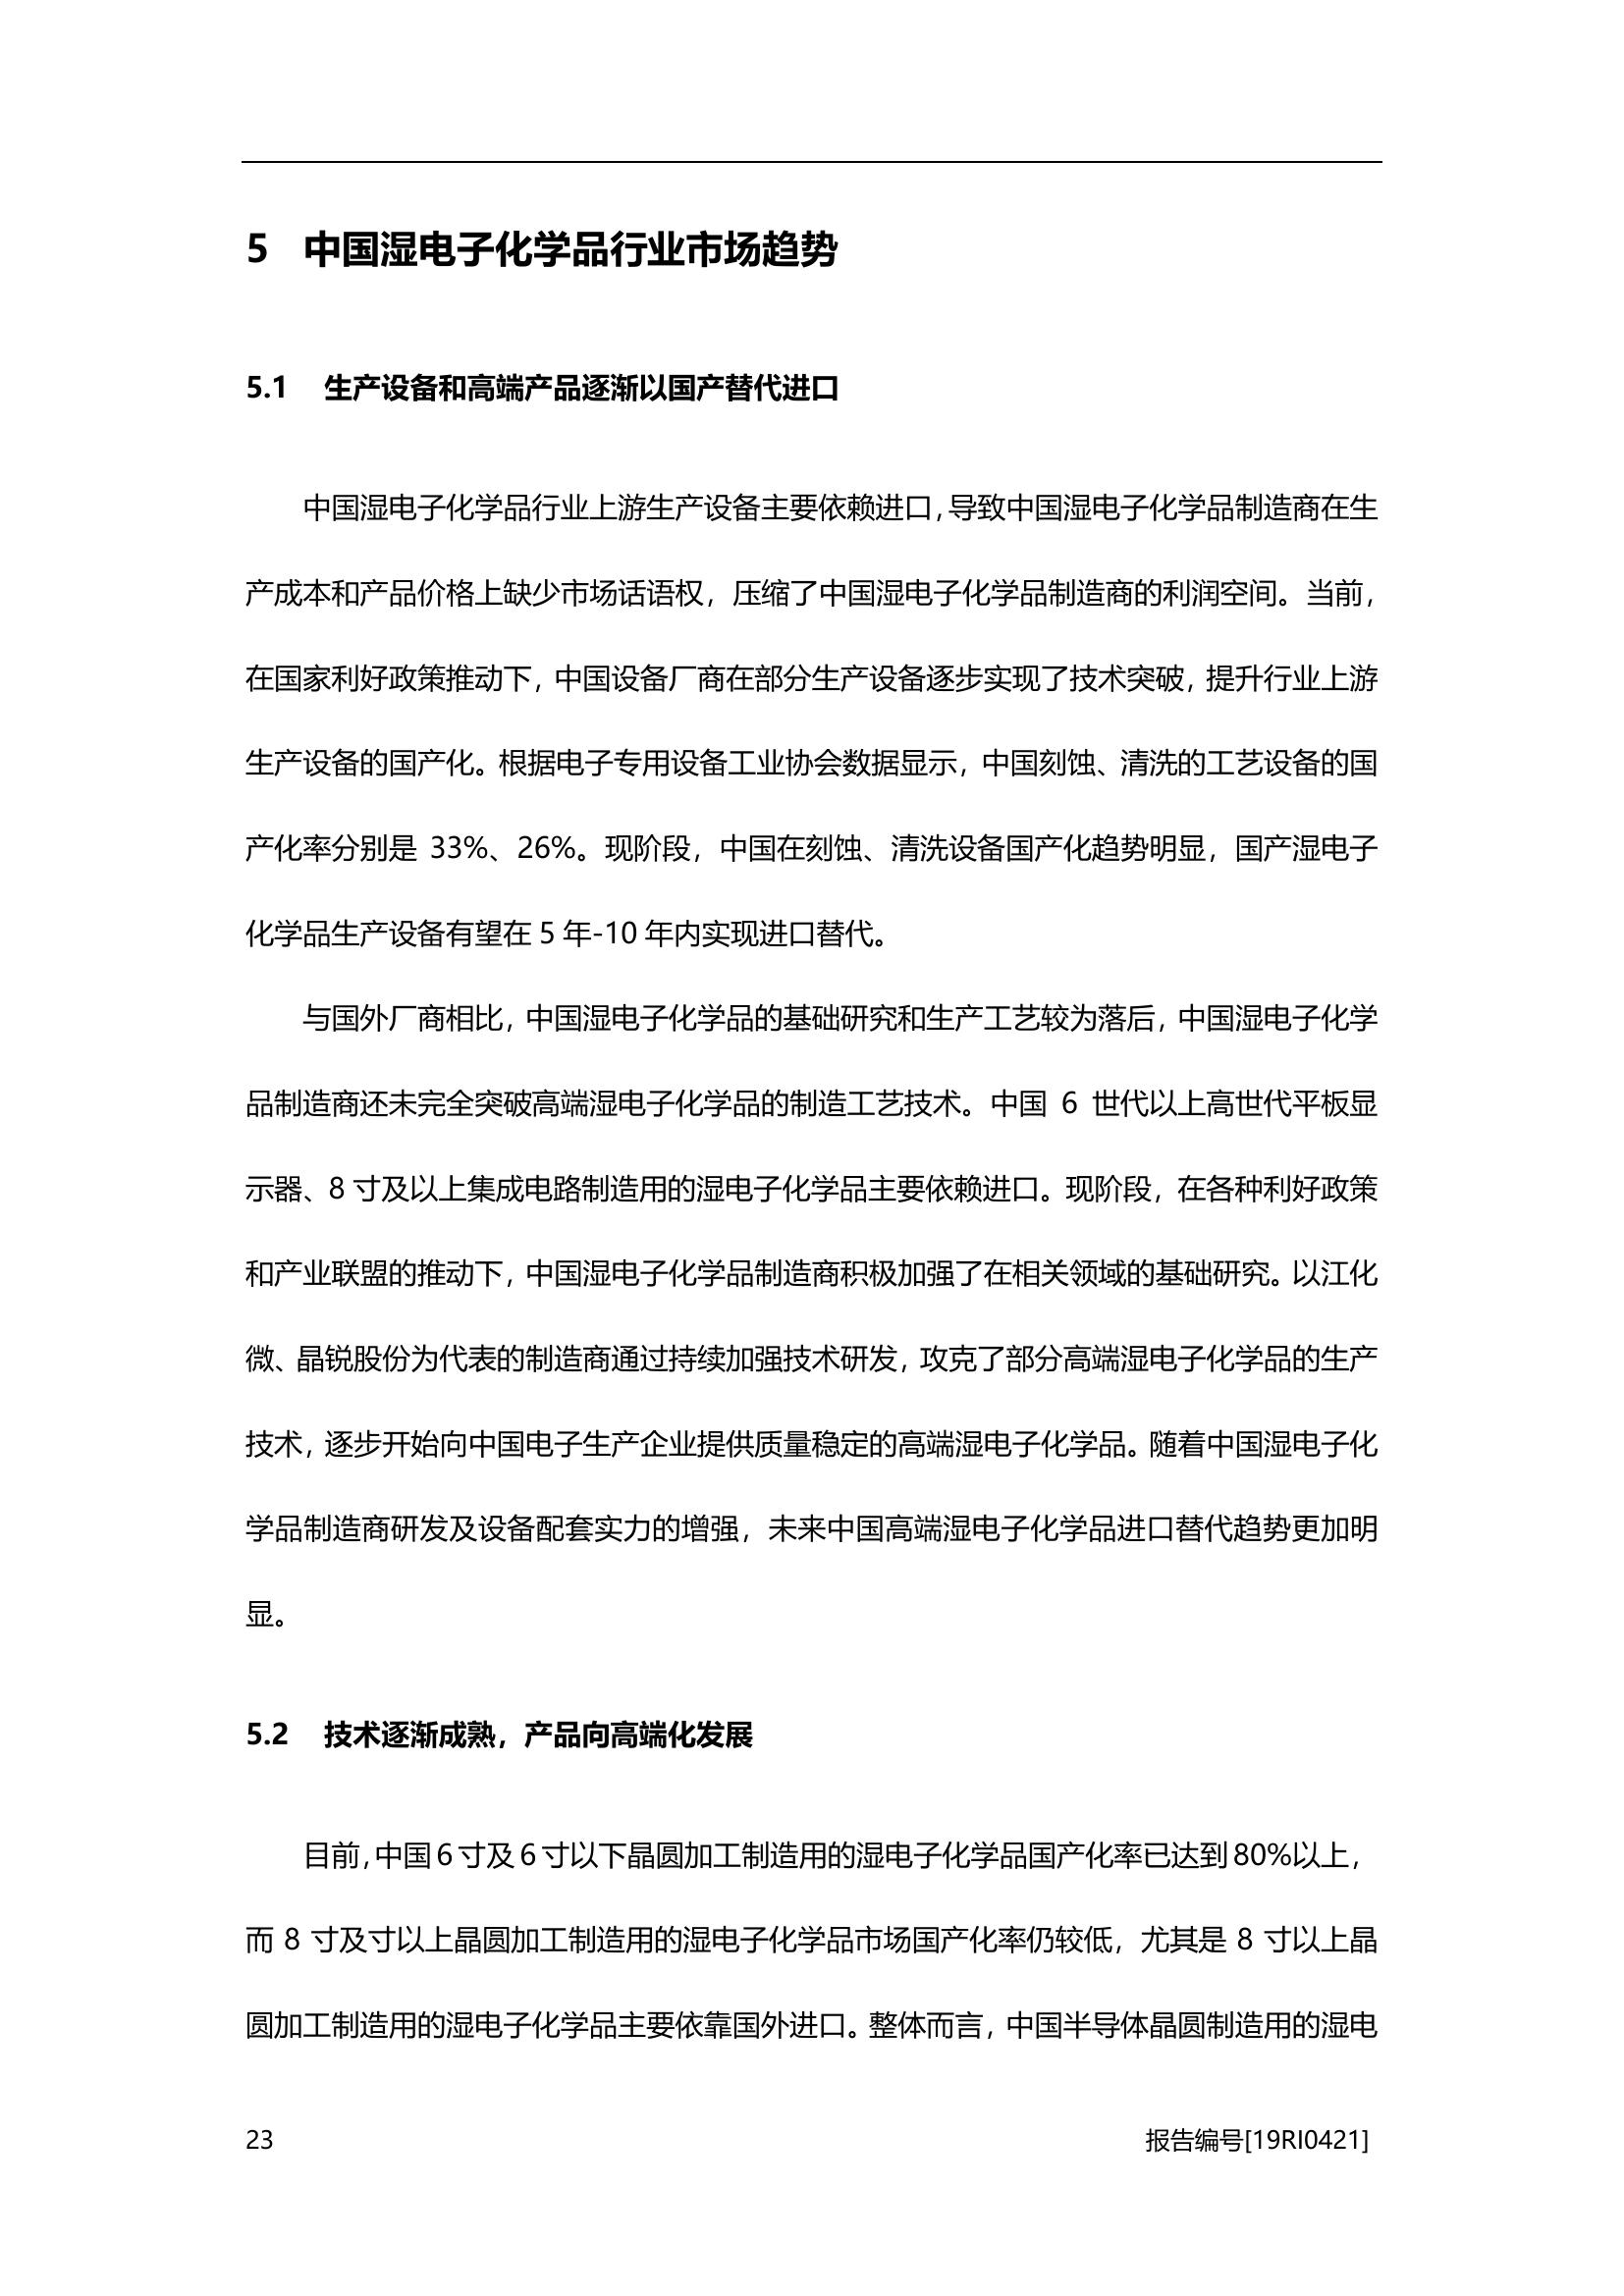 5 中国湿电子化学品行业市场趋势
5.1 生产设备和高端产品逐渐以国产替代进口
中国湿电子化学品行业上游生产设备主要依赖进口，导致中国湿电子化学品制造商在生
产成本和产品价格上缺少市场话语权，压缩了中国湿电子化学品制造商的利润空间。当前，
在国家利好政策推动下，中国设备厂商在部分生产设备逐步实现了技术突破，提升行业上游
生产设备的国产化。根据电子专用设备工业协会数据显示，中国刻蚀、清洗的工艺设备的国
产化率分别是 33%、26%。现阶段，中国在刻蚀、清洗设备国产化趋势明显，国产湿电子
化学品生产设备有望在 5 年-10 年内实现进口替代。
与国外厂商相比，中国湿电子化学品的基础研究和生产工艺较为落后，中国湿电子化学
品制造商还未完全突破高端湿电子化学品的制造工艺技术。中国 6 世代以上高世代平板显
示器、8 寸及以上集成电路制造用的湿电子化学品主要依赖进口。现阶段，在各种利好政策
和产业联盟的推动下，中国湿电子化学品制造商积极加强了在相关领域的基础研究。以江化
微、晶锐股份为代表的制造商通过持续加强技术研发，攻克了部分高端湿电子化学品的生产
技术，逐步开始向中国电子生产企业提供质量稳定的高端湿电子化学品。随着中国湿电子化
学品制造商研发及设备配套实力的增强，未来中国高端湿电子化学品进口替代趋势更加明
显。
5.2 技术逐渐成熟，产品向高端化发展
目前，中国 6 寸及 6 寸以下晶圆加工制造用的湿电子化学品国产化率已达到 80%以上，
而 8 寸及寸以上晶圆加工制造用的湿电子化学品市场国产化率仍较低，尤其是 8 寸以上晶
圆加工制造用的湿电子化学品主要依靠国外进口。整体而言，中国半导体晶圆制造用的湿电
23 报告编号[19RI0421]